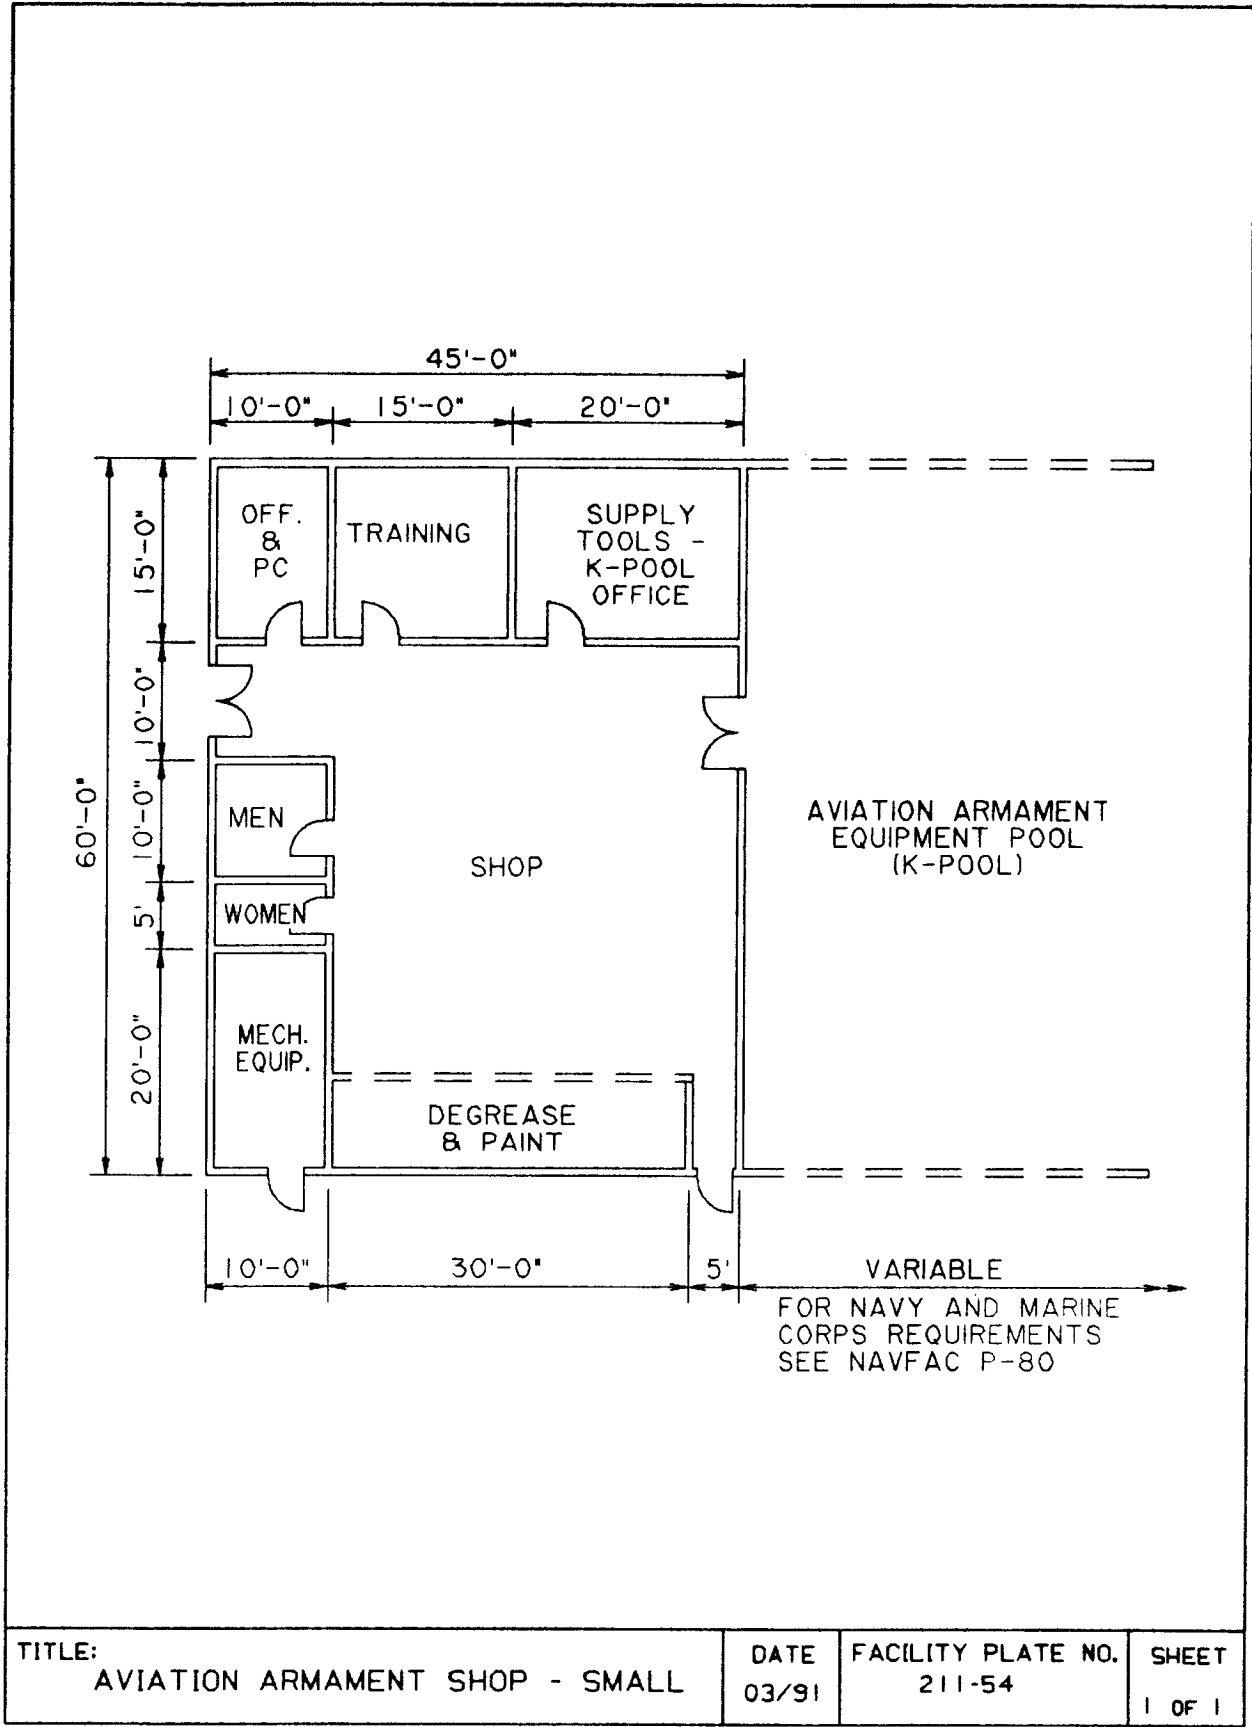 45'-0"
10'-0"
15'-0"
20'-0"
15'-0"
10'-0"
10'-0"
5'
20'-0"
60'-0"
OFF.
&
PC
TRAINING
SUPPLY
TOOLS -
K-POOL
OFFICE
MEN
WOMEN
SHOP
AVIATION ARMAMENT
EQUIPMENT POOL
(K-POOL)
MECH.
EQUIP.
DEGREASE
& PAINT
10'-0"
30'-0"
5'
VARIABLE
FOR NAVY AND MARINE
CORPS REQUIREMENTS
SEE NAVFAC P-80
TITLE:
AVIATION ARMAMENT SHOP - SMALL
DATE
03/91
FACILITY PLATE NO.
211-54
SHEET
1 OF 1